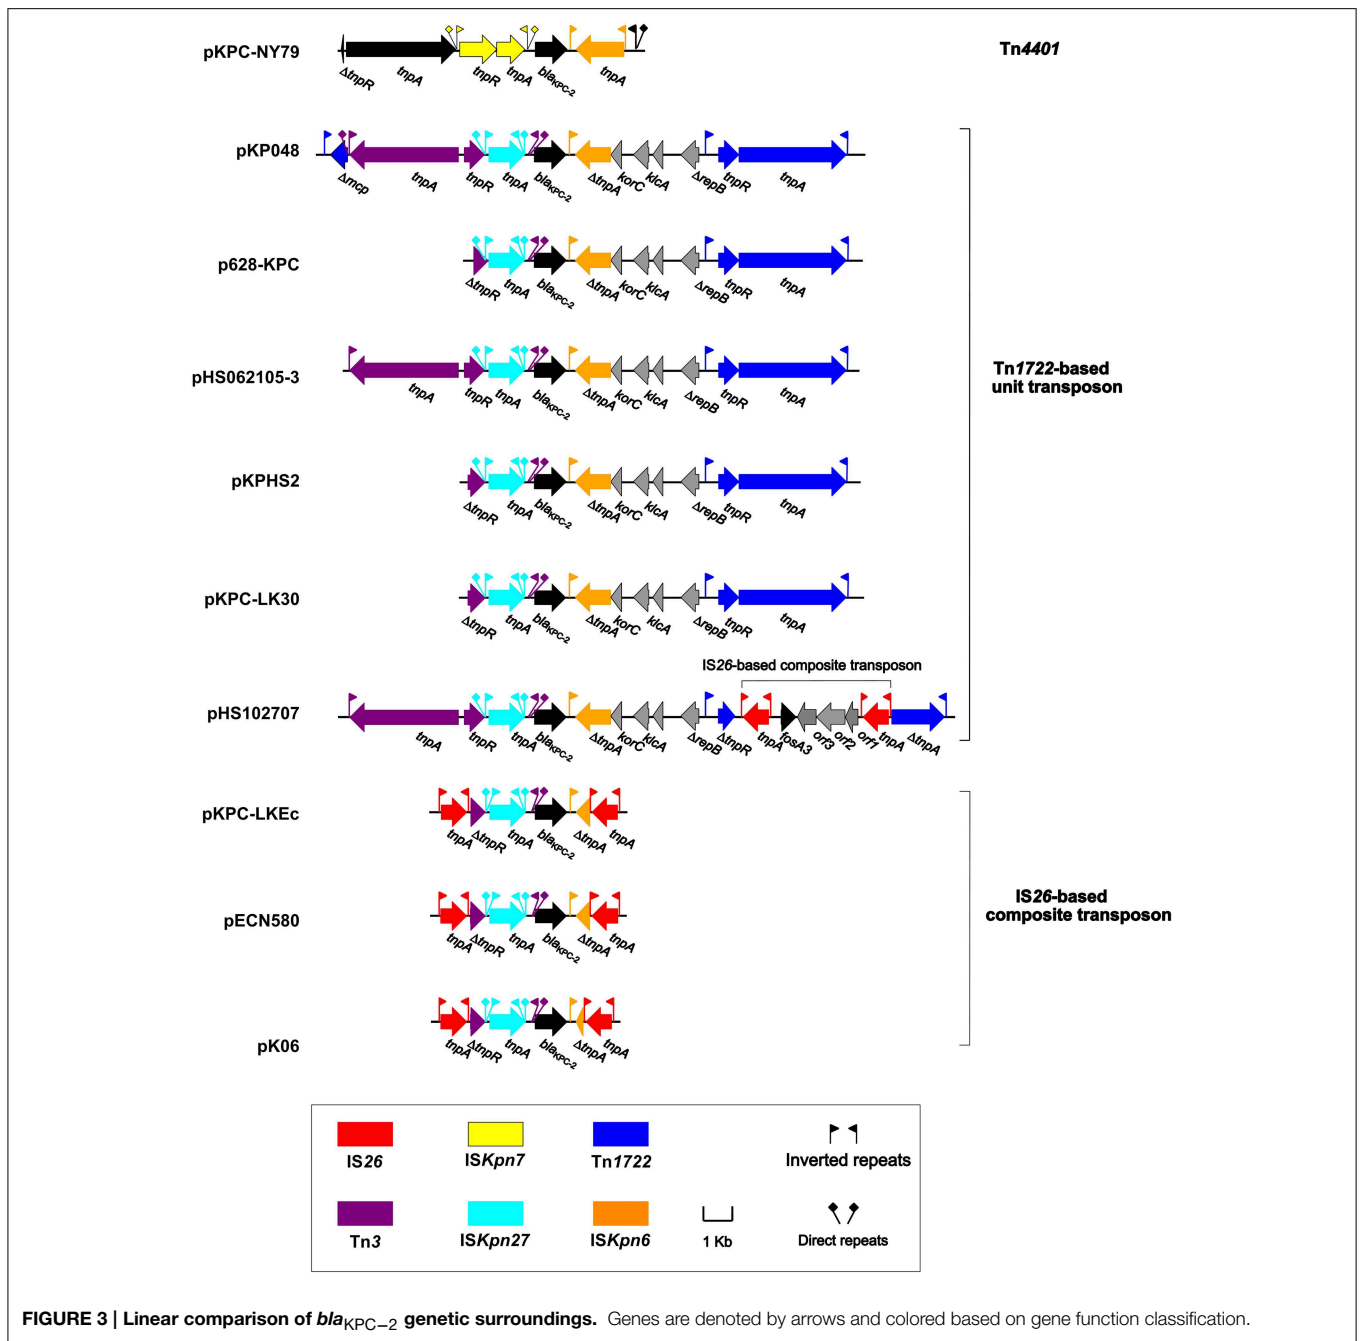 pKPC-NY79
ΔtnpR tnpA tnpR tnpA blaKPC-2 tnpA
Tn4401
pKP048
Δmcp tnpA tnpR tnpA blaKPC-2 ΔtnpA korC klcA ΔrepB tnpR tnpA
p628-KPC
ΔtnpR tnpA blaKPC-2 ΔtnpA korC klcA ΔrepB tnpR tnpA
pHS062105-3
tnpA tnpR tnpA blaKPC-2 ΔtnpA korC klcA ΔrepB tnpR tnpA
Tn1722-based
unit transposon
pKPHS2
ΔtnpR tnpA blaKPC-2 ΔtnpA korC klcA ΔrepB tnpR tnpA
pKPC-LK30
ΔtnpR tnpA blaKPC-2 ΔtnpA korC klcA ΔrepB tnpR tnpA
IS26-based composite transposon
pHS102707
tnpA tnpR tnpA blaKPC-2 ΔtnpA korC klcA ΔrepB ΔtnpR tnpA fosA3 orf3 orf2 orf1 tnpA ΔtnpA
pKPC-LKEc
tnpA ΔtnpR tnpA blaKPC-2 ΔtnpA tnpA
IS26-based
composite transposon
pECN580
tnpA ΔtnpR tnpA blaKPC-2 ΔtnpA tnpA
pK06
tnpA ΔtnpR tnpA blaKPC-2 ΔtnpA tnpA
IS26 ISKpn7 Tn1722 Inverted repeats
Tn3 ISKpn27 ISKpn6 1 Kb Direct repeats
FIGURE 3 | Linear comparison of blaKPC−2 genetic surroundings. Genes are denoted by arrows and colored based on gene function classification.